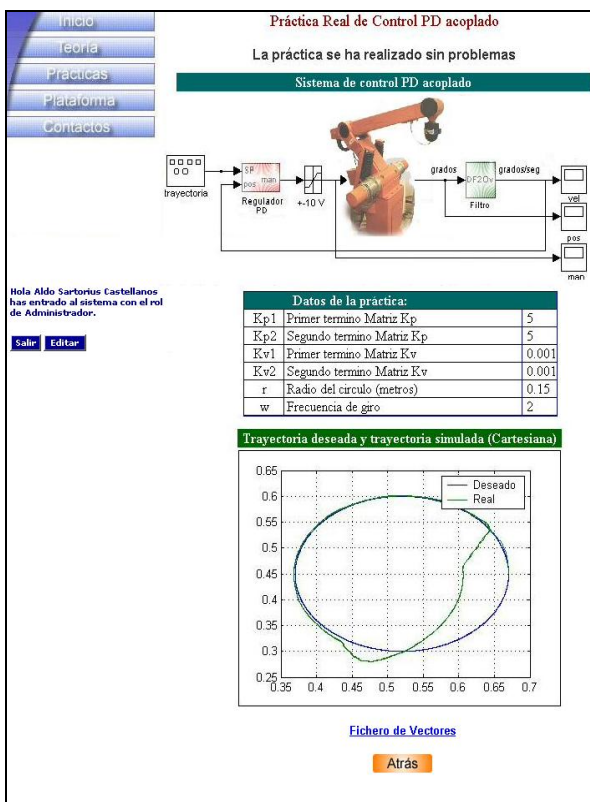 Inicio
Teoría
Practicas
Plataforma
Contactos
Práctica Real de Control PD acoplado
La práctica se ha realizado sin problemas
Sistema de control PD acoplado
trayectoria
SP
pos
man
Regulador
PD
+-10 V
grados
DF2Ov
Filtro
grados/seg
vel
pos
man
Hola Aldo Sartorius Castellanos
has entrado al sistema con el rol
de Administrador.
Salir Editar
Datos de la práctica:
Kp1 Primer termino Matriz Kp 5
Kp2 Segundo termino Matriz Kp 5
Kv1 Primer termino Matriz Kv 0.001
Kv2 Segundo termino Matriz Kv 0.001
r Radio del circulo (metros) 0.15
w Frecuencia de giro 2
Trayectoria deseada y trayectoria simulada (Cartesiana)
Deseado
Real
0.65
0.6
0.55
0.5
0.45
0.4
0.35
0.3
0.25
0.35 0.4 0.45 0.5 0.55 0.6 0.65 0.7
Fichero de Vectores
Atrás